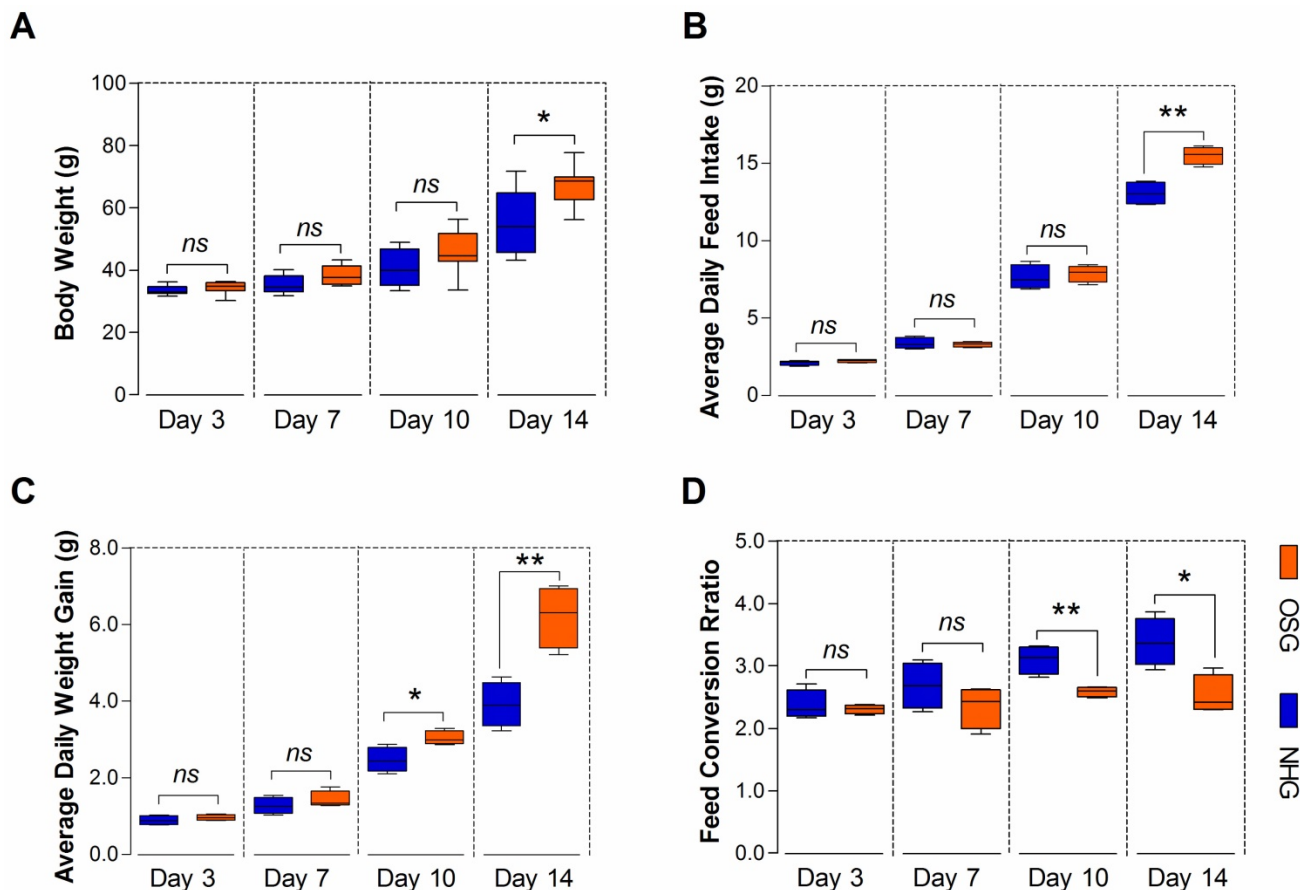 A
Body Weight (g)
100
80
60
40
20
0
ns
ns
ns
*
Day 3
Day 7
Day 10
Day 14
B
Average Daily Feed Intake (g)
20
15
10
5
0
ns
ns
ns
**
Day 3
Day 7
Day 10
Day 14
C
Average Daily Weight Gain (g)
8.0
6.0
4.0
2.0
0.0
ns
ns
*
**
Day 3
Day 7
Day 10
Day 14
D
Feed Conversion Rratio
5.0
4.0
3.0
2.0
1.0
0.0
ns
ns
**
*
Day 3
Day 7
Day 10
Day 14
OSG
NHG